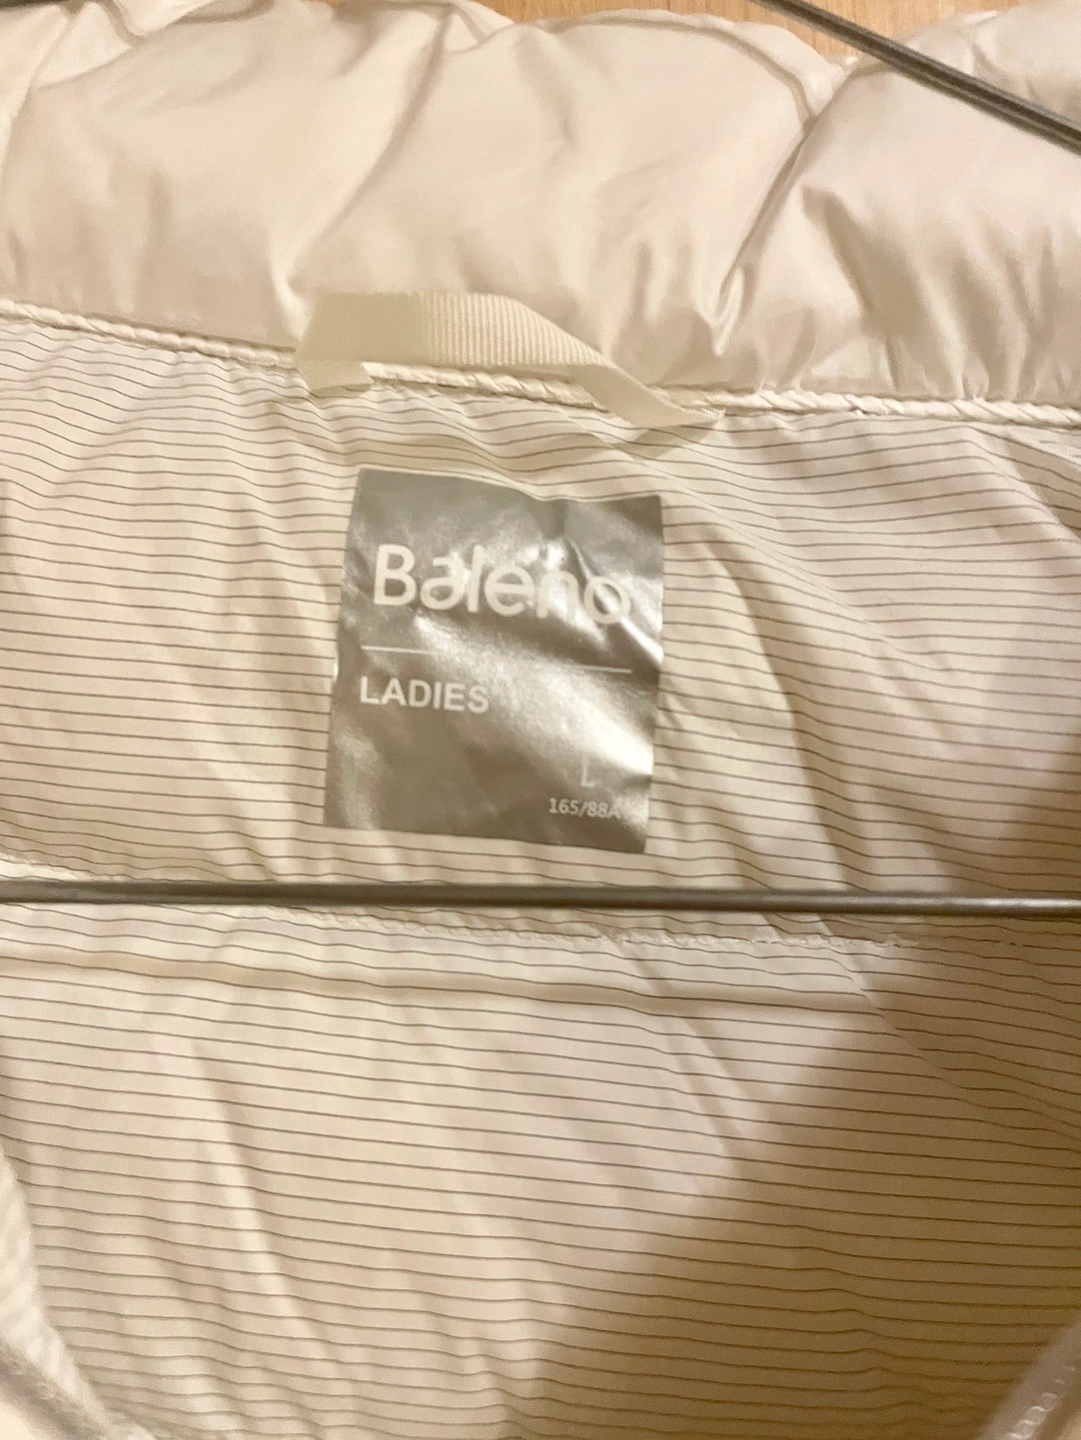 Baleno
LADIES
L
165/88A